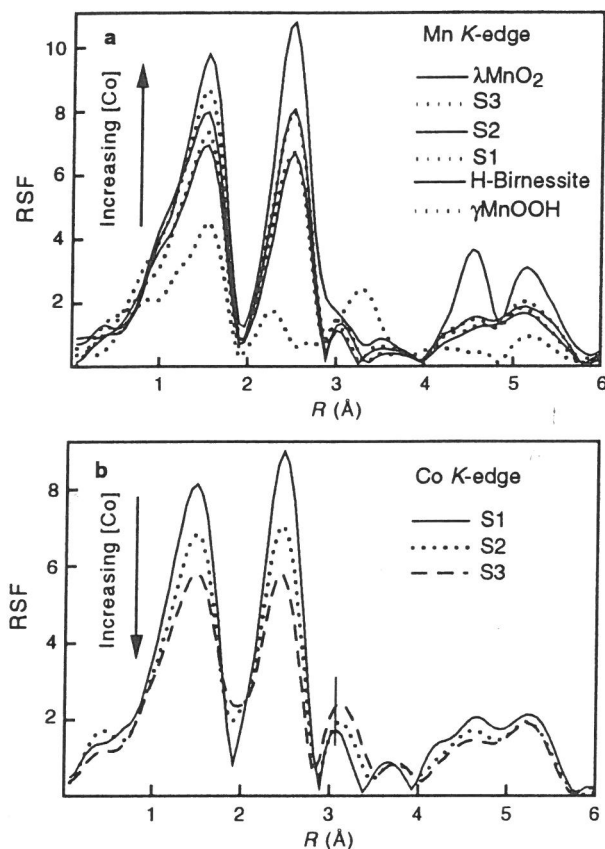 a
Mn K-edge
λMnO2
S3
S2
S1
H-Birnessite
γMnOOH
Increasing [Co]
RSF
10
8
6
4
2
1 2 3 4 5 6
R (Å)
b
Co K-edge
S1
S2
S3
Increasing [Co]
RSF
8
6
4
2
1 2 3 4 5 6
R (Å)